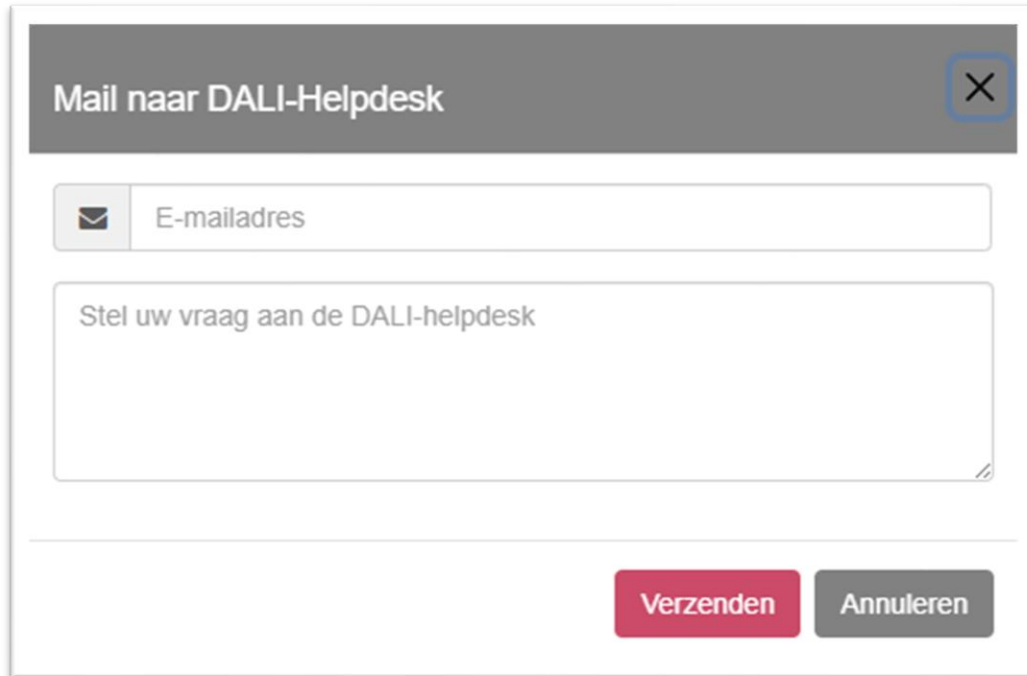 Mail naar DALI-Helpdesk
E-mailadres
Stel uw vraag aan de DALI-helpdesk
Verzenden
Annuleren